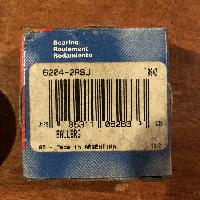 Bearing
Roulement
Rodamiento
6204-2RSJ
BALLBRG
Made in ARGENTINA